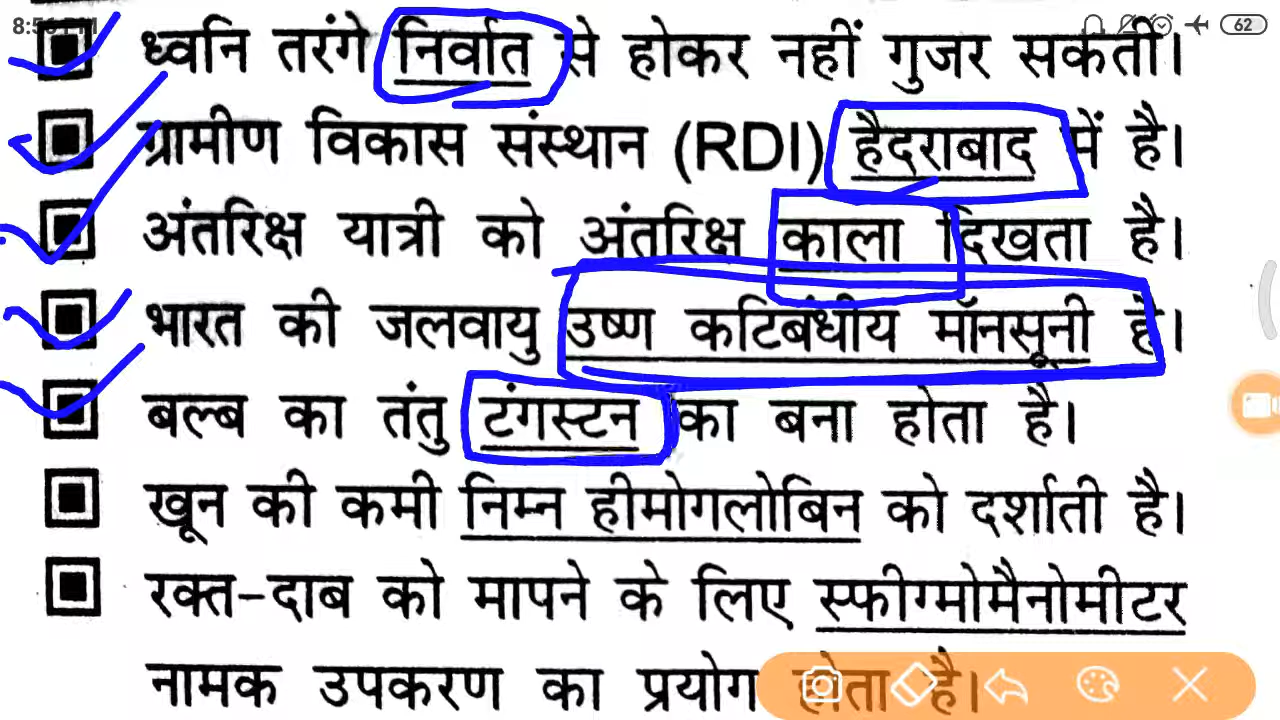 ध्वनि तरंगे निर्वात से होकर नहीं गुजर सकतीं।
ग्रामीण विकास संस्थान (RDI) हैदराबाद में है।
अंतरिक्ष यात्री को अंतरिक्ष काला दिखता है।
भारत की जलवायु उष्ण कटिबंधीय मॉनसूनी है।
बल्ब का तंतु टंगस्टन का बना होता है।
खून की कमी निम्न हीमोगलोबिन को दर्शाती है।
रक्त-दाब को मापने के लिए स्फीग्मोमैनोमीटर
नामक उपकरण का प्रयोग होता है।
62